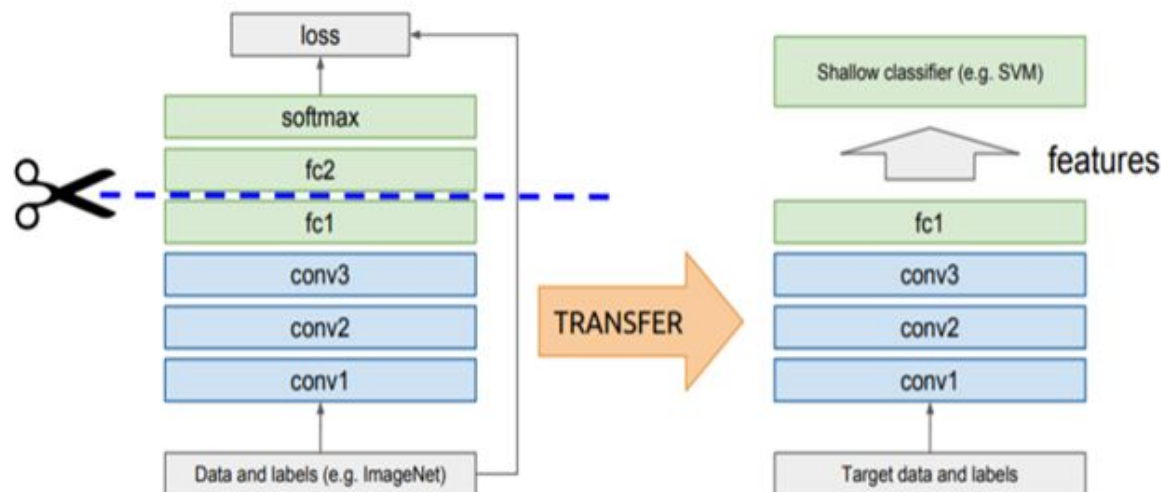 loss
softmax
fc2
fc1
conv3
conv2
conv1
Data and labels (e.g. ImageNet)
TRANSFER
Shallow classifier (e.g. SVM)
features
fc1
conv3
conv2
conv1
Target data and labels